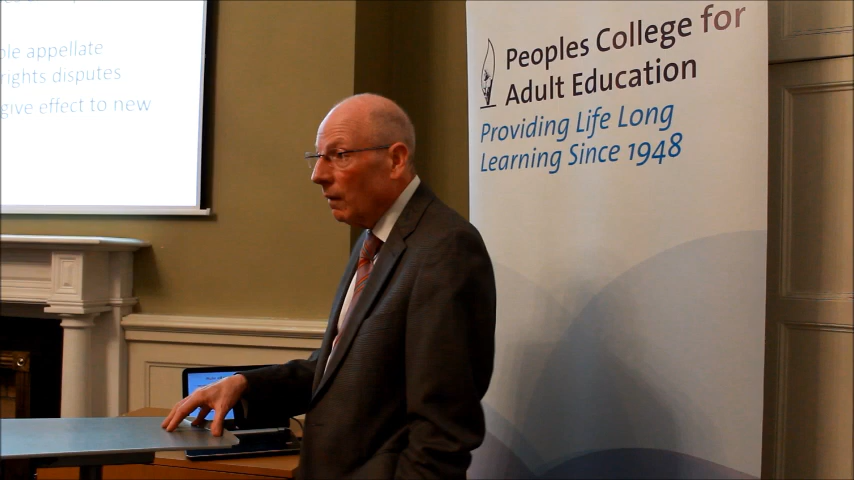 ple appellate
rights disputes
give effect to new
Peoples College for
Adult Education
Providing Life Long
Learning Since 1948